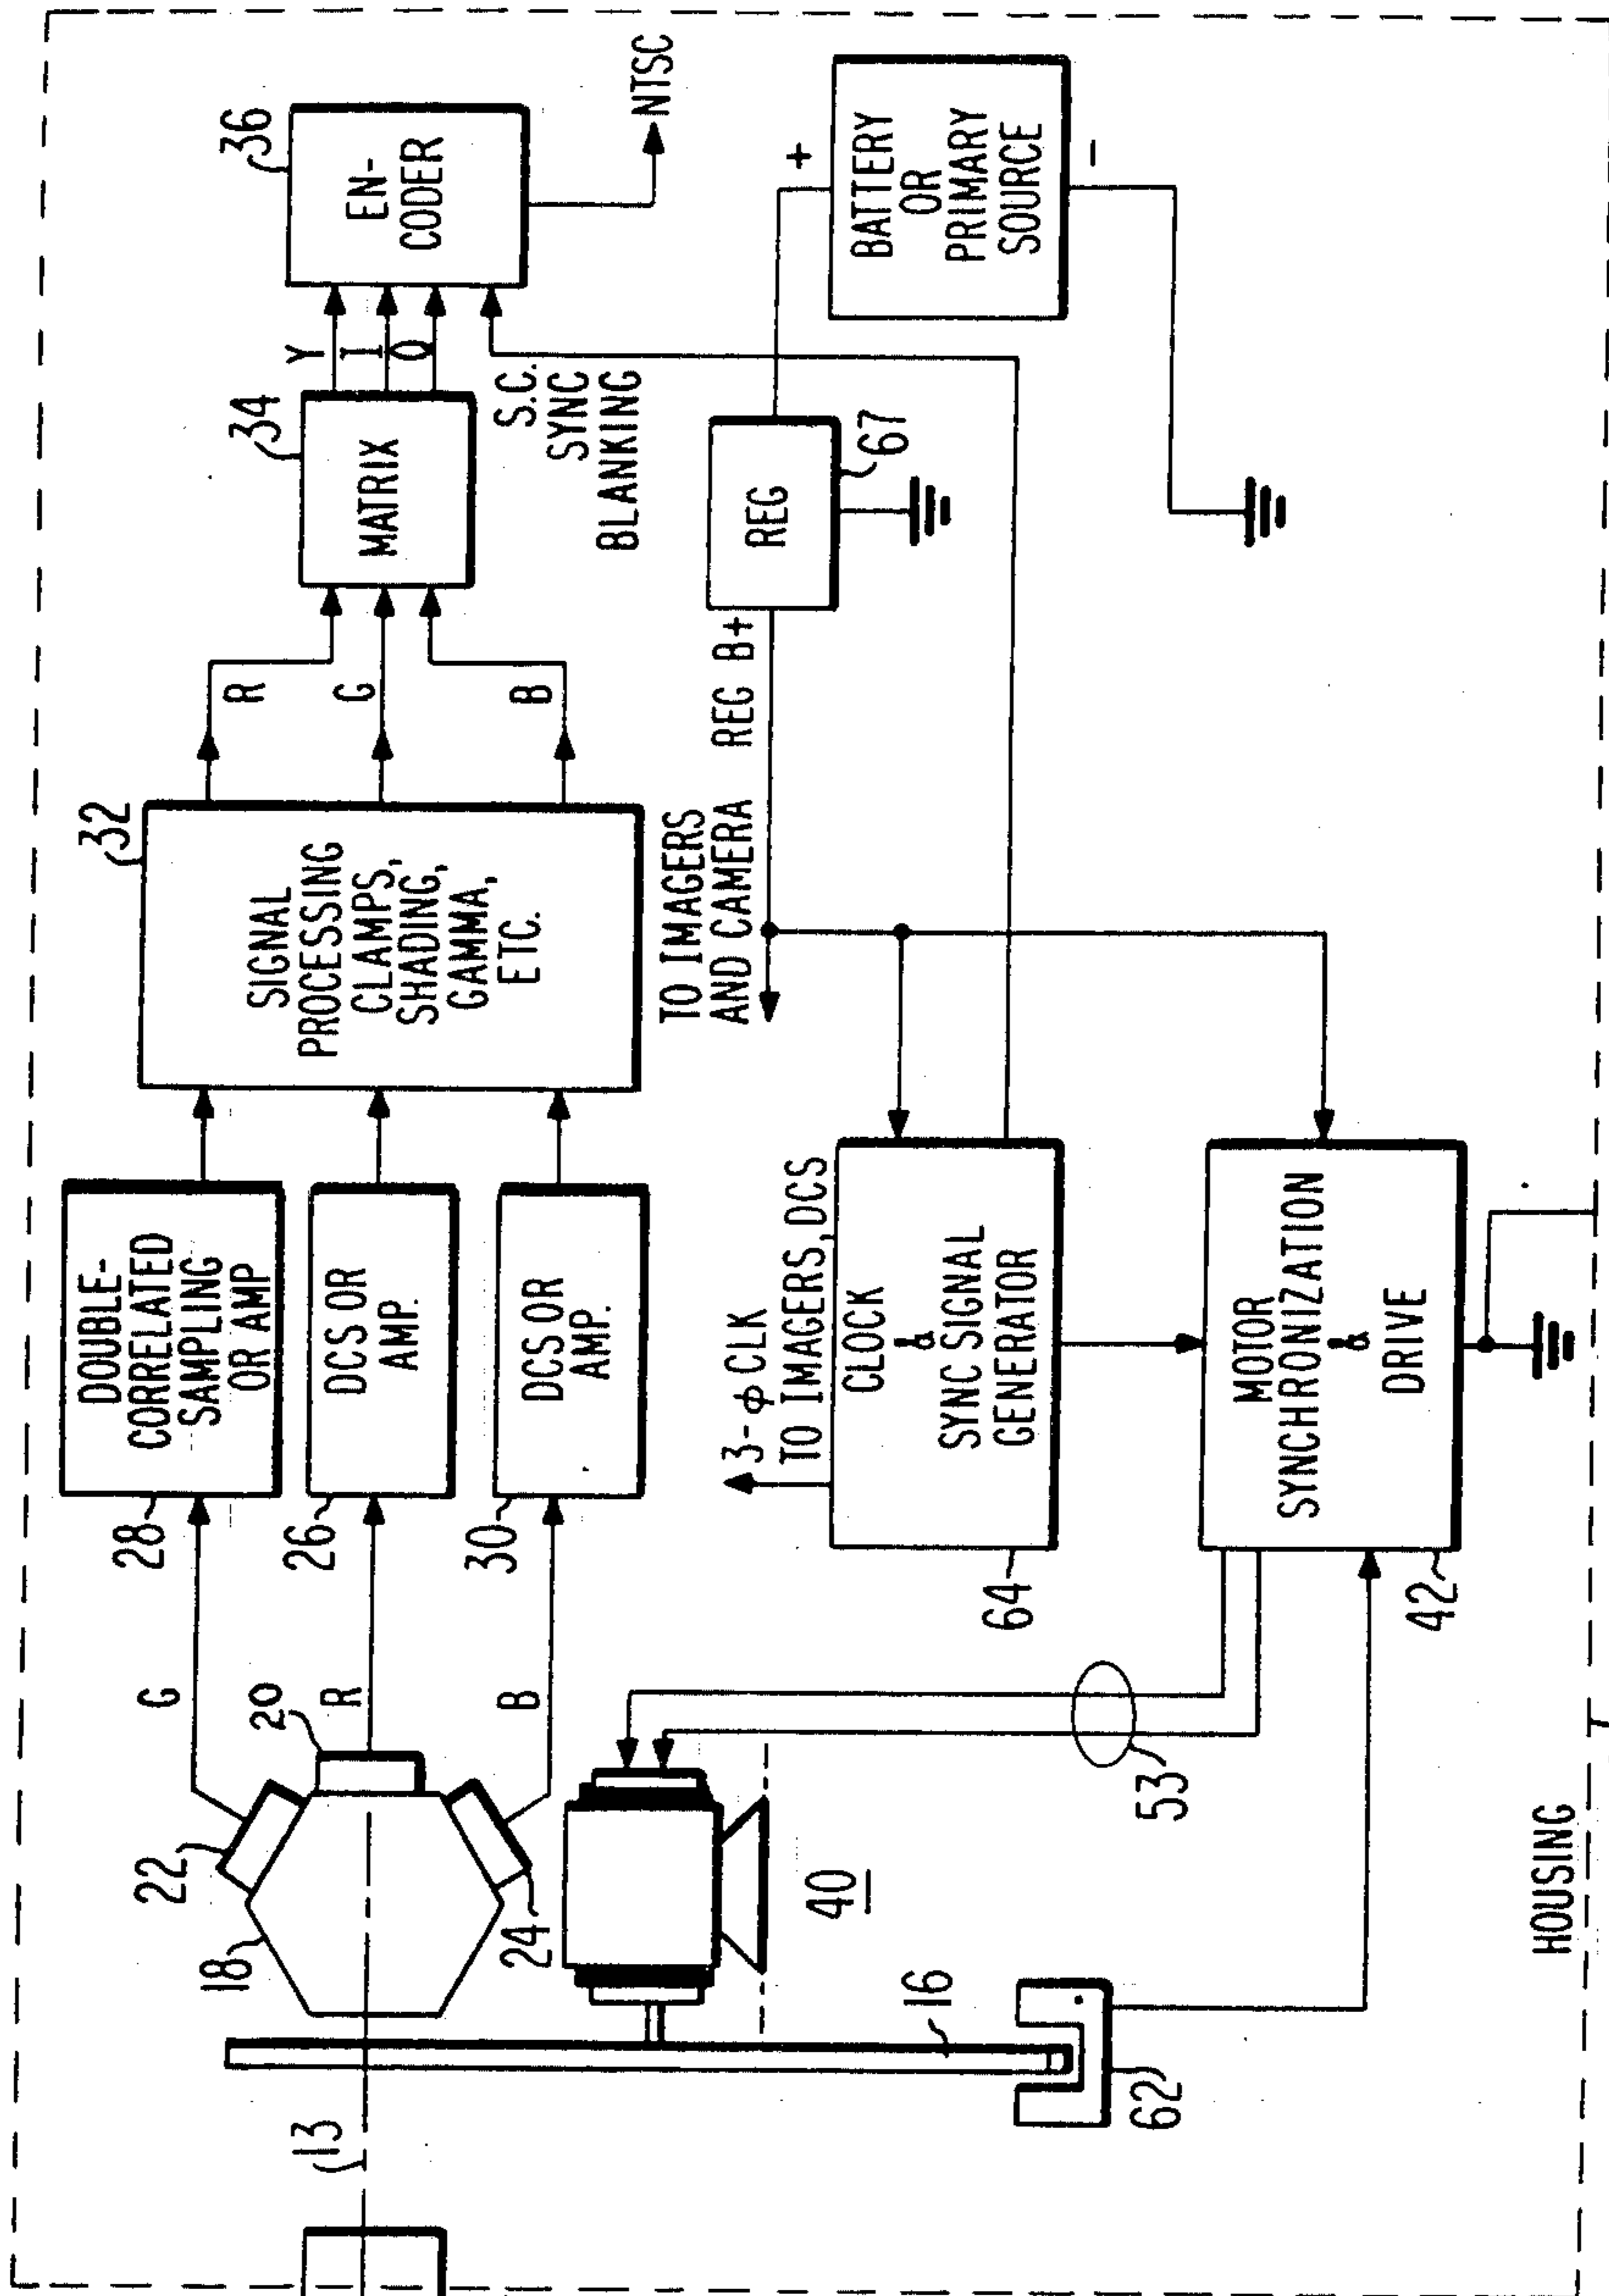 13
18
22
20
24
G
R
B
28
26
30
DOUBLE-
CORRELATED
SAMPLING
OR AMP
DCS OR
AMP.
DCS OR
AMP.
32
SIGNAL
PROCESSING
CLAMPS,
SHADING,
GAMMA,
ETC.
R
G
B
34
MATRIX
Y
I
Q
36
EN-
CODER
NTSC
S.C.
SYNC
BLANKING
TO IMAGERS
AND CAMERA
REG B+
REG
67
+
BATTERY
OR
PRIMARY
SOURCE
-
3-ϕ CLK
TO IMAGERS, DCS
CLOCK
&
SYNC SIGNAL
GENERATOR
64
MOTOR
SYNCHRONIZATION
&
DRIVE
42
53
40
16
62
HOUSING